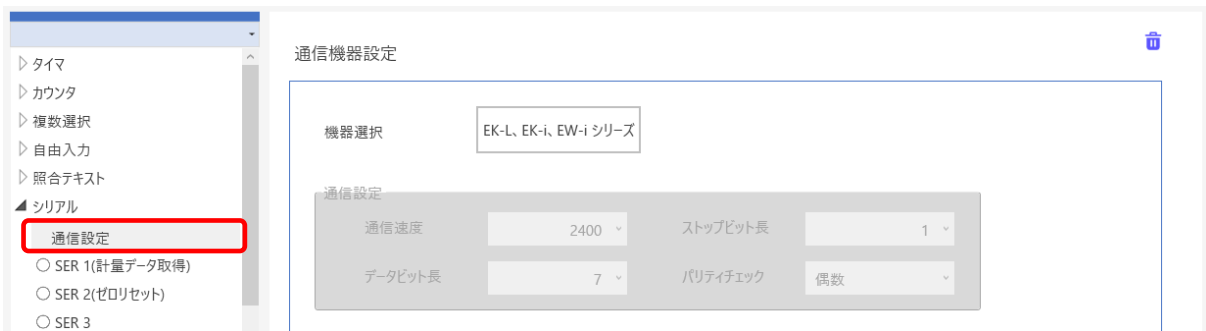 タイマ
カウンタ
複数選択
自由入力
照合テキスト
シリアル
通信設定
SER 1(計量データ取得)
SER 2(ゼロリセット)
SER 3
通信機器設定
機器選択
EK-L、EK-i、EW-i シリーズ
通信設定
通信速度 2400 ストップビット長 1
データビット長 7 パリティチェック 偶数